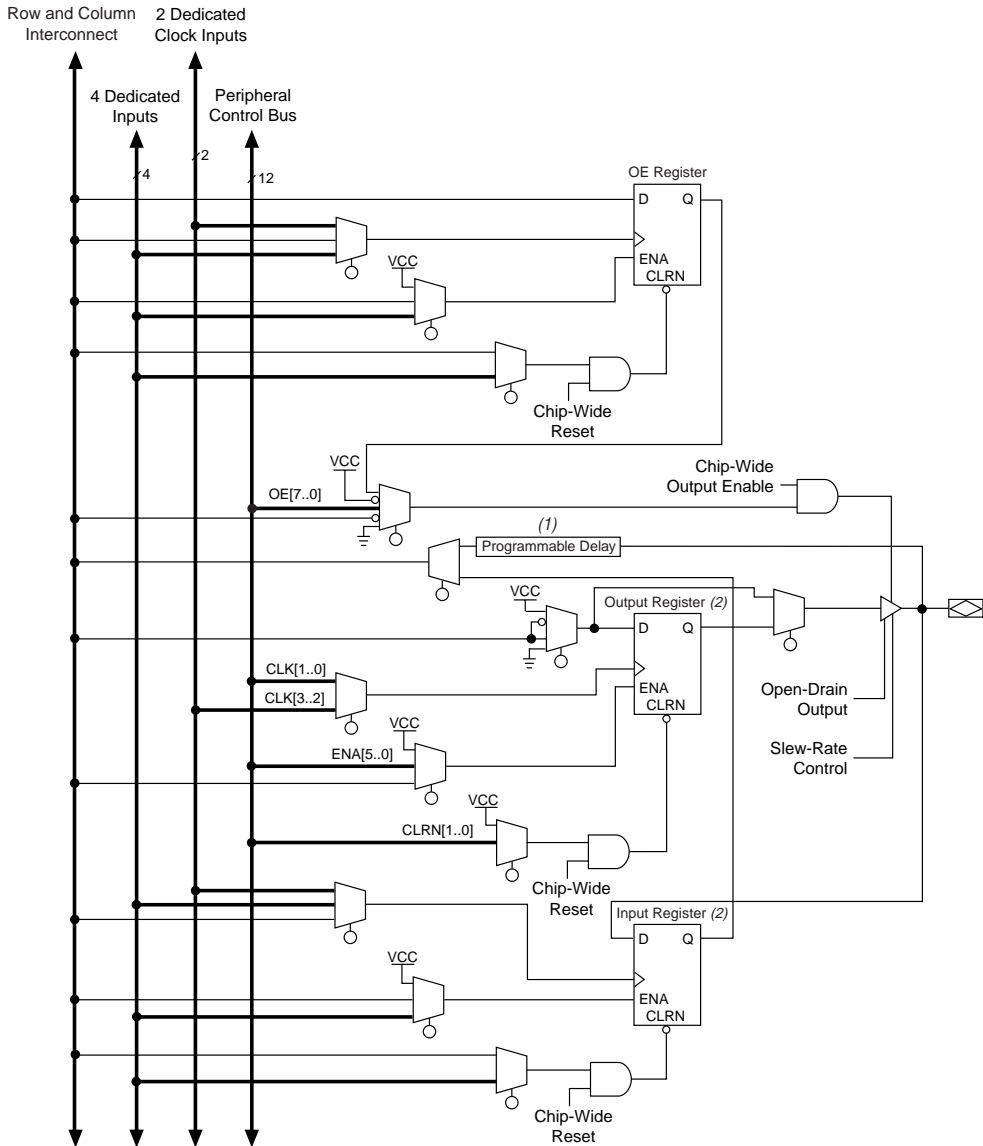 Row and Column
Interconnect
2 Dedicated
Clock Inputs
4 Dedicated
Inputs
Peripheral
Control Bus
2
4
12
OE Register
D Q
ENA
CLRN
VCC
Chip-Wide
Reset
VCC
OE[7..0]
Chip-Wide
Output Enable
(1)
Programmable Delay
VCC
Output Register (2)
D Q
ENA
CLRN
CLK[1..0]
CLK[3..2]
VCC
ENA[5..0]
Open-Drain
Output
Slew-Rate
Control
VCC
CLRN[1..0]
Chip-Wide
Reset
Input Register (2)
D Q
ENA
CLRN
VCC
Chip-Wide
Reset